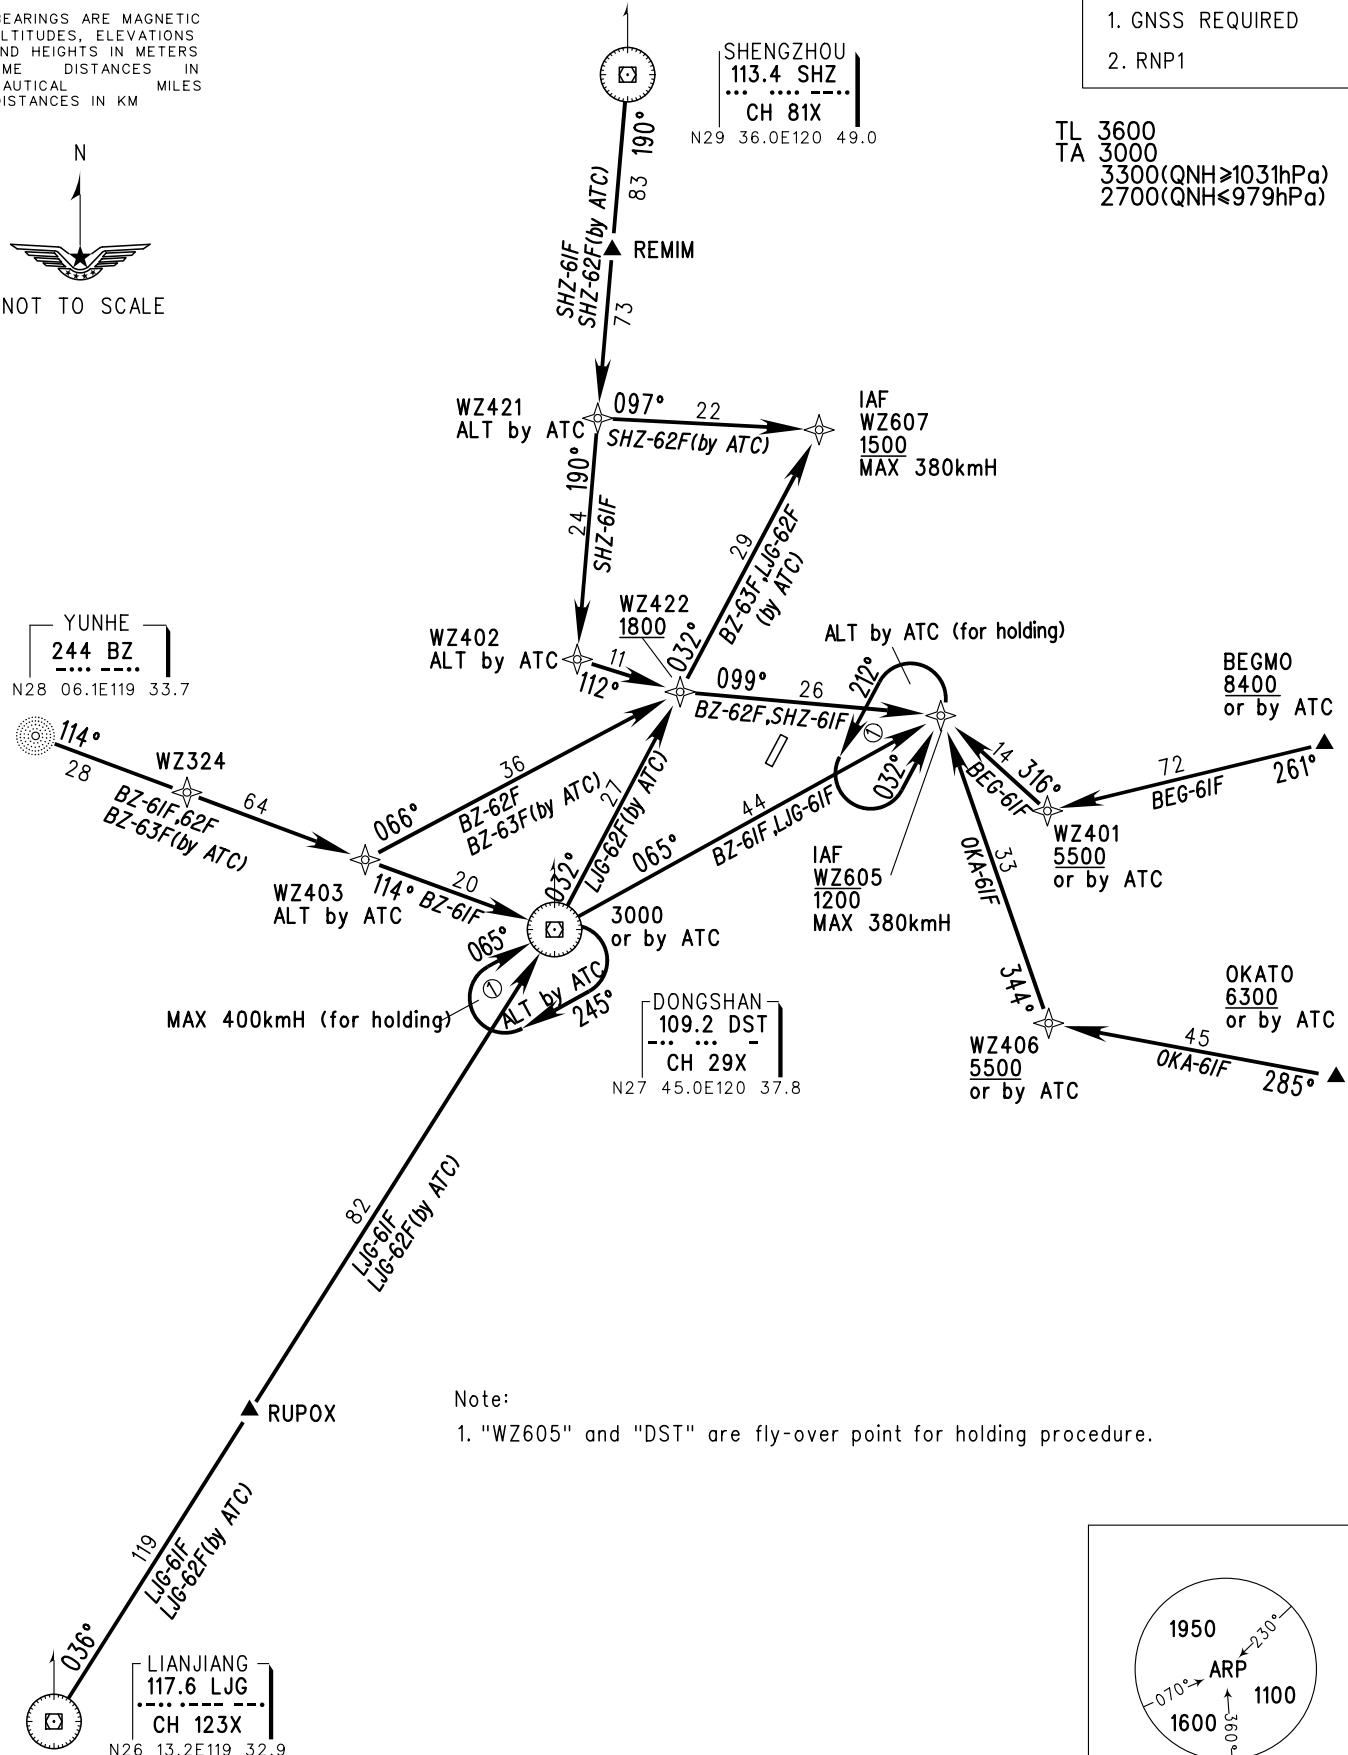 EARINGS ARE MAGNETIC
LTITUDES, ELEVATIONS
ND HEIGHTS IN METERS
ME DISTANCES IN
AUTICAL MILES
ISTANCES IN KM
N
NOT TO SCALE
1. GNSS REQUIRED
2. RNP1
TL 3600
TA 3000
3300(QNH≥1031hPa)
2700(QNH≤979hPa)
SHENGZHOU
113.4 SHZ
CH 81X
N29 36.0E120 49.0
190°
83
SHZ-61F
SHZ-62F(by ATC)
REMIM
73
WZ421
ALT by ATC
097°
22
SHZ-62F(by ATC)
IAF
WZ607
1500
MAX 380kmH
190°
24
SHZ-61F
29
BZ-63F,LJG-62F
(by ATC)
032°
WZ422
1800
WZ402
ALT by ATC
11
112°
YUNHE
244 BZ
N28 06.1E119 33.7
114°
28
WZ324
BZ-61F,62F
BZ-63F(by ATC)
64
099°
26
BZ-62F,SHZ-61F
ALT by ATC (for holding)
212°
1
032°
BEGMO
8400
or by ATC
72
261°
BEG-61F
14
316°
BEG-61F
WZ401
5500
or by ATC
36
066°
BZ-62F
BZ-63F(by ATC)
27
LJG-62F(by ATC)
032°
44
065°
BZ-61F,LJG-61F
WZ403
ALT by ATC
20
114°
BZ-61F
IAF
WZ605
1200
MAX 380kmH
33
OKA-61F
344°
3000
or by ATC
065°
1
ALT by ATC
245°
MAX 400kmH (for holding)
DONGSHAN
109.2 DST
CH 29X
N27 45.0E120 37.8
WZ406
5500
or by ATC
OKATO
6300
or by ATC
45
OKA-61F
285°
82
LJG-61F
LJG-62F(by ATC)
RUPOX
Note:
1. "WZ605" and "DST" are fly-over point for holding procedure.
119
LJG-61F
LJG-62F(by ATC)
036°
LIANJIANG
117.6 LJG
CH 123X
N26 13.2E119 32.9
1950
230°
ARP
070°
1100
1600
360°